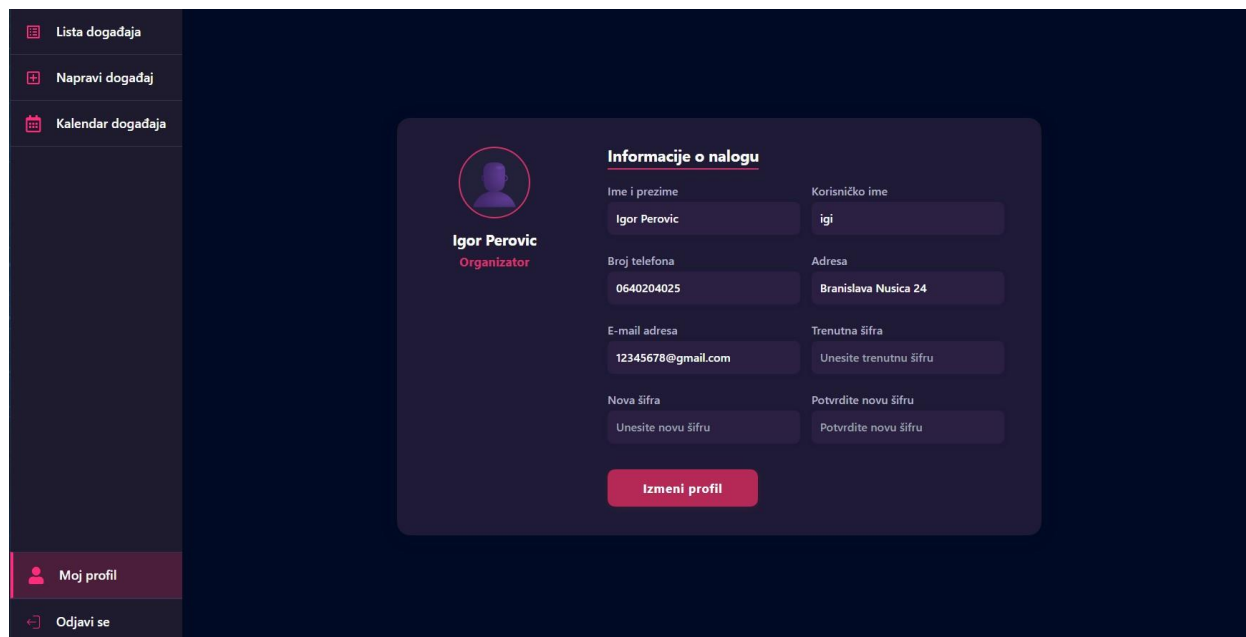 Lista događaja
Napravi događaj
Kalendar događaja
Moj profil
Odjavi se
Igor Perovic
Organizator
Informacije o nalogu
Ime i prezime
Korisničko ime
Igor Perovic
igi
Broj telefona
Adresa
0640204025
Branislava Nusica 24
E-mail adresa
Trenutna šifra
12345678@gmail.com
Unesite trenutnu šifru
Nova šifra
Potvrdite novu šifru
Unesite novu šifru
Potvrdite novu šifru
Izmeni profil